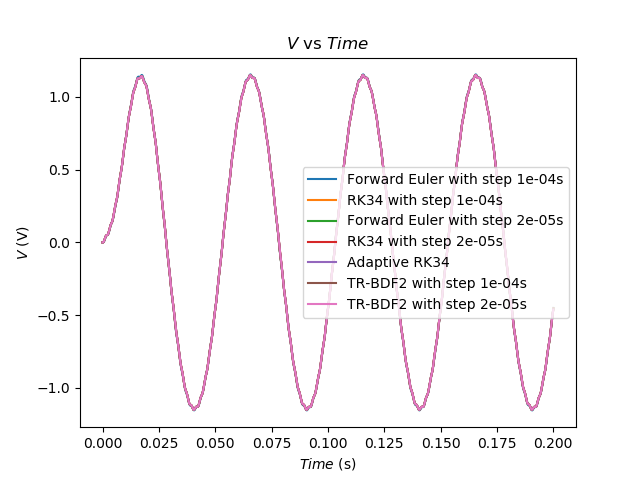 V vs Time
1.0
0.5
0.0
−0.5
−1.0
V (V)
Forward Euler with step 1e-04s
RK34 with step 1e-04s
Forward Euler with step 2e-05s
RK34 with step 2e-05s
Adaptive RK34
TR-BDF2 with step 1e-04s
TR-BDF2 with step 2e-05s
0.000 0.025 0.050 0.075 0.100 0.125 0.150 0.175 0.200
Time (s)